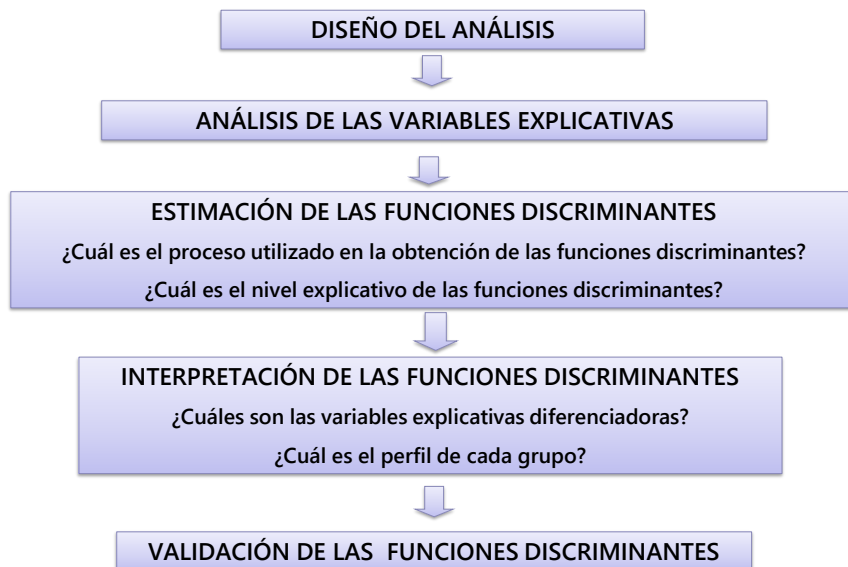 DISEÑO DEL ANÁLISIS
ANÁLISIS DE LAS VARIABLES EXPLICATIVAS
ESTIMACIÓN DE LAS FUNCIONES DISCRIMINANTES
¿Cuál es el proceso utilizado en la obtención de las funciones discriminantes?
¿Cuál es el nivel explicativo de las funciones discriminantes?
INTERPRETACIÓN DE LAS FUNCIONES DISCRIMINANTES
¿Cuáles son las variables explicativas diferenciadoras?
¿Cuál es el perfil de cada grupo?
VALIDACIÓN DE LAS FUNCIONES DISCRIMINANTES